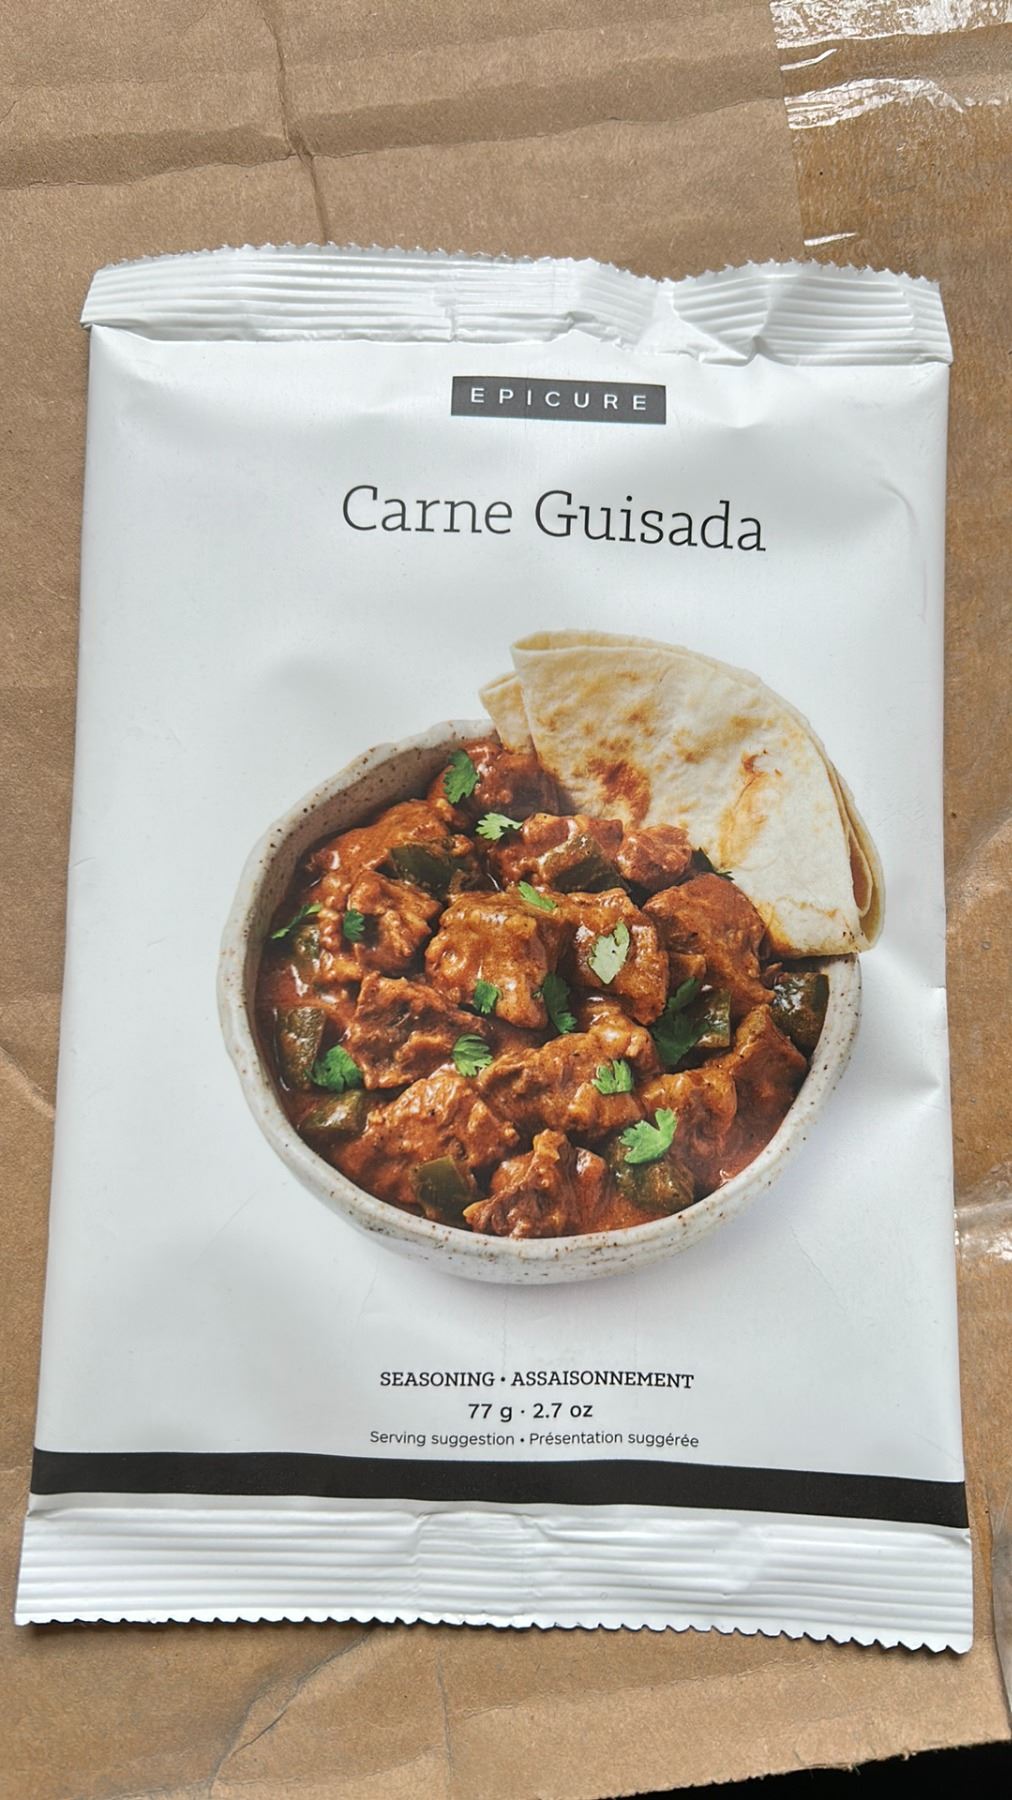 EPICURE
Carne Guisada
SEASONING • ASSAISONNEMENT
77 g · 2.7 oz
Serving suggestion • Présentation suggérée